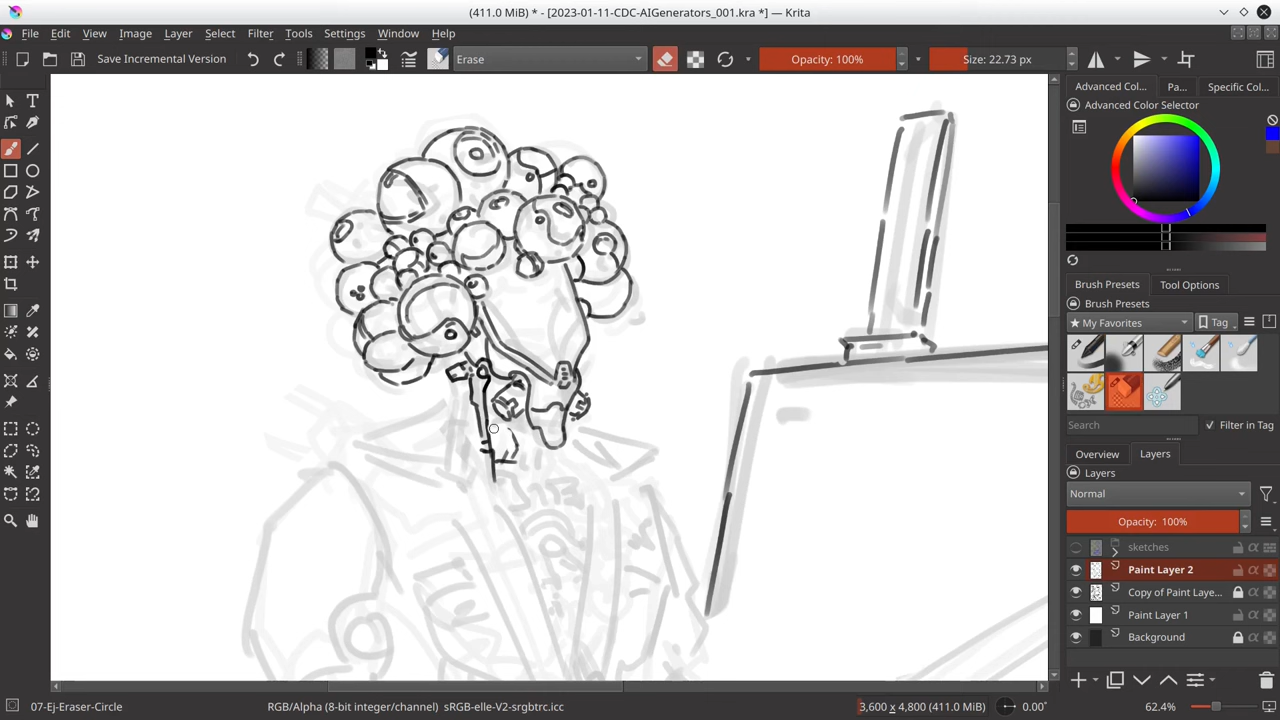 (411.0 MiB) * - [2023-01-11-CDC-AIGenerators_001.kra *] — Krita
File Edit View Image Layer Select Filter Tools Settings Window Help
Save Incremental Version Erase Opacity: 100% Size: 22.73 px
Advanced Col... Pa... Specific Col...
Advanced Color Selector
Brush Presets Tool Options
Brush Presets
★ My Favorites Tag
Search Filter in Tag
Overview Layers
Layers
Normal
Opacity: 100%
sketches
Paint Layer 2
Copy of Paint Laye...
Paint Layer 1
Background
07-Ej-Eraser-Circle RGB/Alpha (8-bit integer/channel) sRGB-elle-V2-srgbtrc.icc 3,600 x 4,800 (411.0 MiB) 0.00° 62.4%